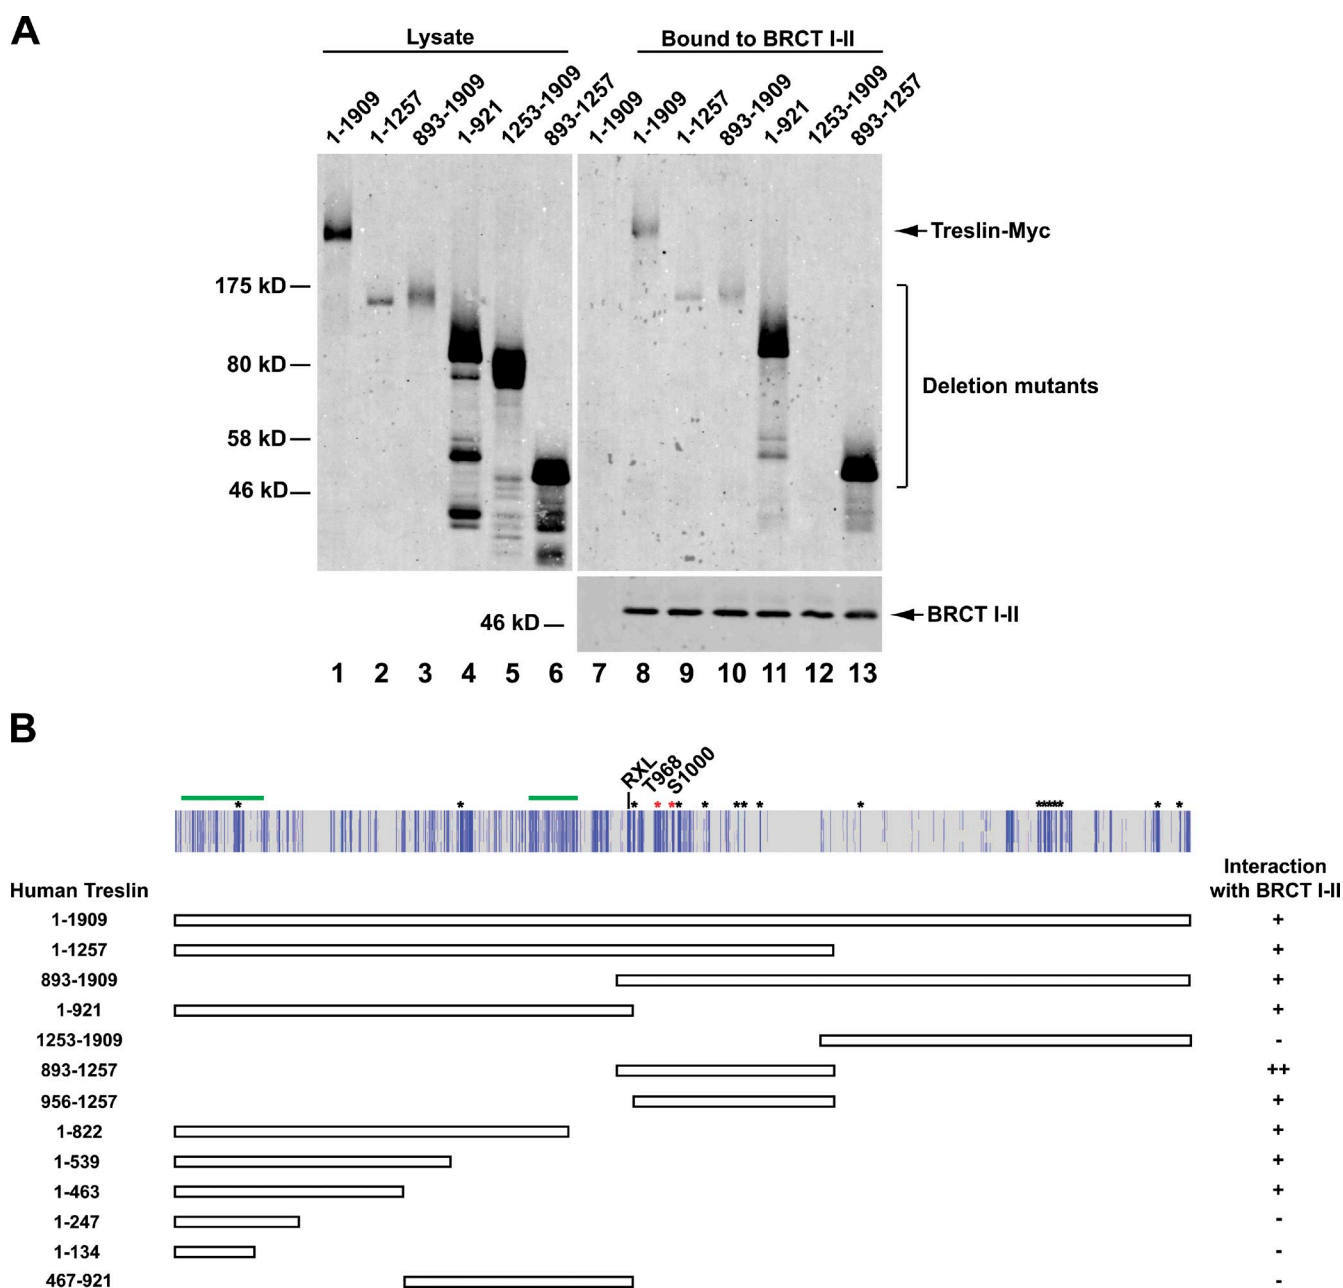 A
Lysate
Bound to BRCT I-II
1-1909
1-1257
893-1909
1-921
1253-1909
893-1257
1-1909
1-1909
1-1257
893-1909
1-921
1253-1909
893-1257
Treslin-Myc
175 kD
80 kD
Deletion mutants
58 kD
46 kD
46 kD
BRCT I-II
1 2 3 4 5 6 7 8 9 10 11 12 13
B
RXL
T968
S1000
* * * * * * * * * * * ***** * *
Interaction
with BRCT I-II
Human Treslin
1-1909 +
1-1257 +
893-1909 +
1-921 +
1253-1909 -
893-1257 ++
956-1257 +
1-822 +
1-539 +
1-463 +
1-247 -
1-134 -
467-921 -